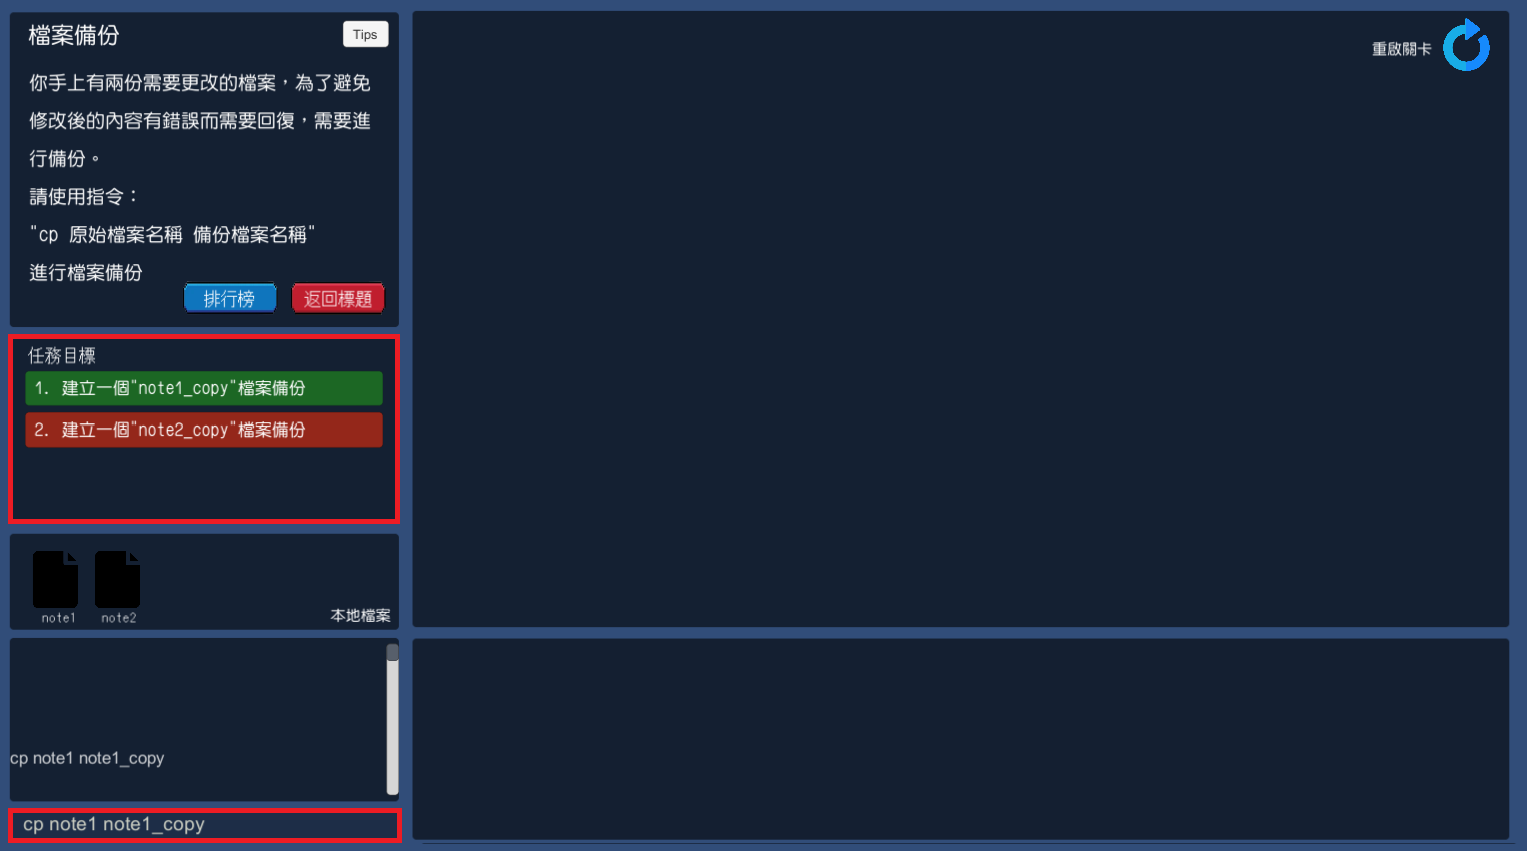 檔案備份
Tips
你手上有兩份需要更改的檔案，為了避免
修改後的內容有錯誤而需要回復，需要進
行備份。
請使用指令：
"cp 原始檔案名稱 備份檔案名稱"
進行檔案備份
排行榜
返回標題
任務目標
1. 建立一個"note1_copy"檔案備份
2. 建立一個"note2_copy"檔案備份
note1
note2
本地檔案
cp note1 note1_copy
cp note1 note1_copy
重啟關卡